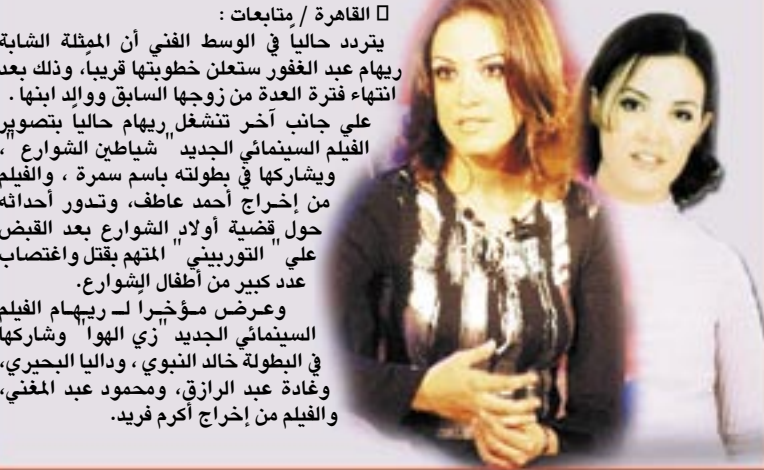 القاهرة / متابعات :
يتردد حالياً في الوسط الفني أن الممثلة الشابة
ريهام عبد الغفور ستعلن خطوبتها قريباً، وذلك بعد
انتهاء فترة العدة من زوجها السابق ووالد ابنها .
علي جانب آخر تنشغل ريهام حالياً بتصوير
الفيلم السينمائي الجديد " شياطين الشوارع "،
ويشاركها في بطولته باسم سمرة ، والفيلم
من إخراج أحمد عاطف، وتدور أحداثه
حول قضية أولاد الشوارع بعد القبض
علي " التوربيني " المتهم بقتل واغتصاب
عدد كبير من أطفال الشوارع.
وعرض مؤخراً لـ ريهام الفيلم
السينمائي الجديد "زي الهوا" وشاركها
في البطولة خالد النبوي ، وداليا البحيري،
وغادة عبد الرازق، ومحمود عبد المغني،
والفيلم من إخراج أكرم فريد.